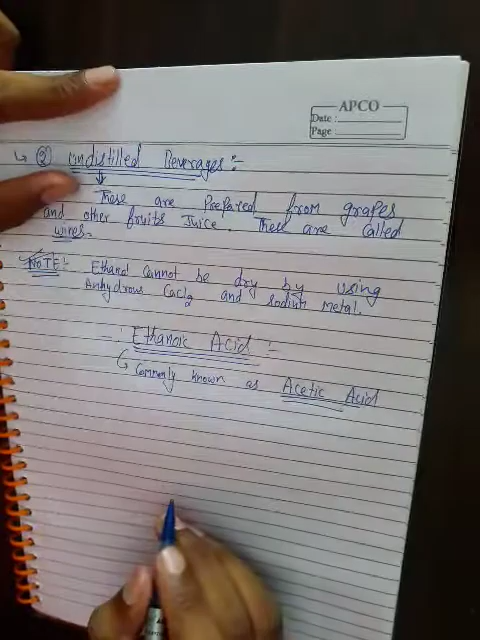 APCO
Date :
Page :
↳ ② Undistilled Beverages :-
These are Prepared from grapes
and other fruits Juice. These are called
wines.
NOTE :- Ethanol Cannot be dry by using
Anhydrous CaCl2 and sodium metal.
Ethanoic Acid :-
Commonly known as Acetic Acid